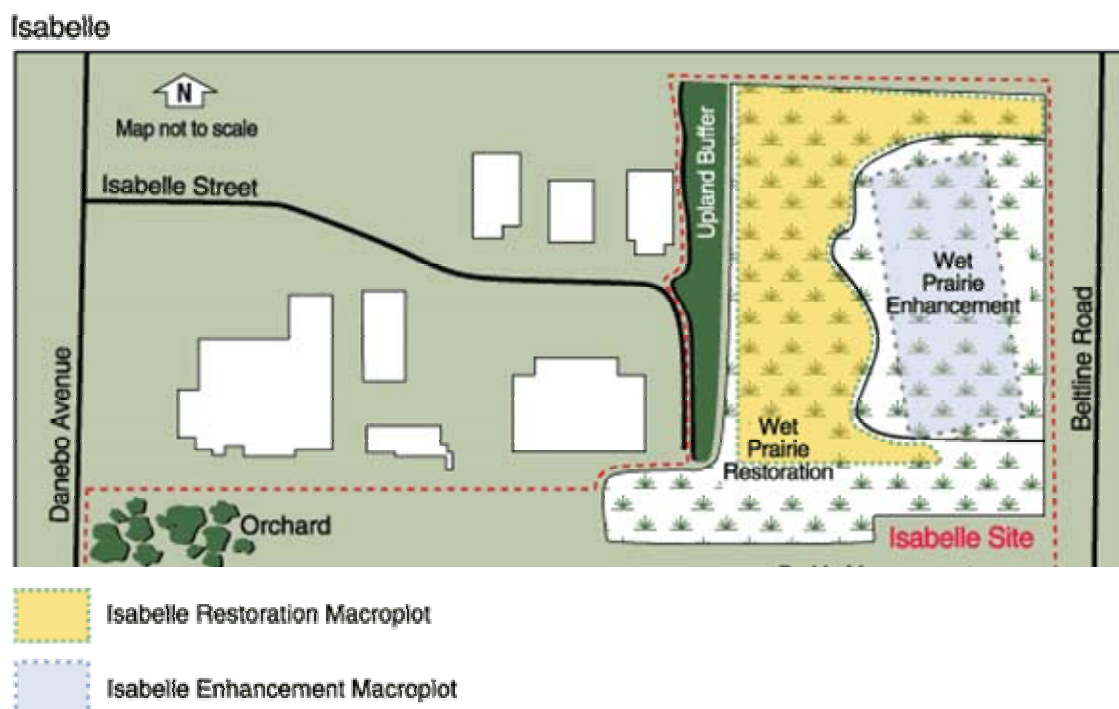 Isabelle
N
Map not to scale
Isabelle Street
Upland Buffer
Wet
Prairie
Enhancement
Beltline Road
Danebo Avenue
Wet
Prairie
Restoration
Orchard
Isabelle Site
Isabelle Restoration Macroplot
Isabelle Enhancement Macroplot